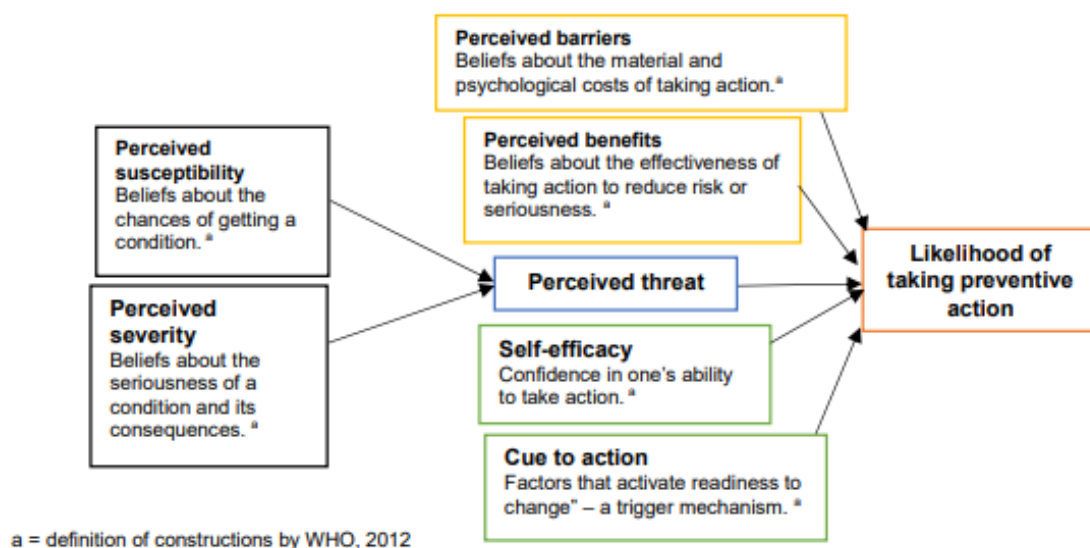 Perceived barriers
Beliefs about the material and
psychological costs of taking action. a
Perceived benefits
Beliefs about the effectiveness of
taking action to reduce risk or
seriousness. a
Perceived
susceptibility
Beliefs about the
chances of getting a
condition. a
Perceived
severity
Beliefs about the
seriousness of a
condition and its
consequences. a
Perceived threat
Self-efficacy
Confidence in one's ability
to take action. a
Cue to action
Factors that activate readiness to
change” – a trigger mechanism. a
Likelihood of
taking preventive
action
a = definition of constructions by WHO, 2012